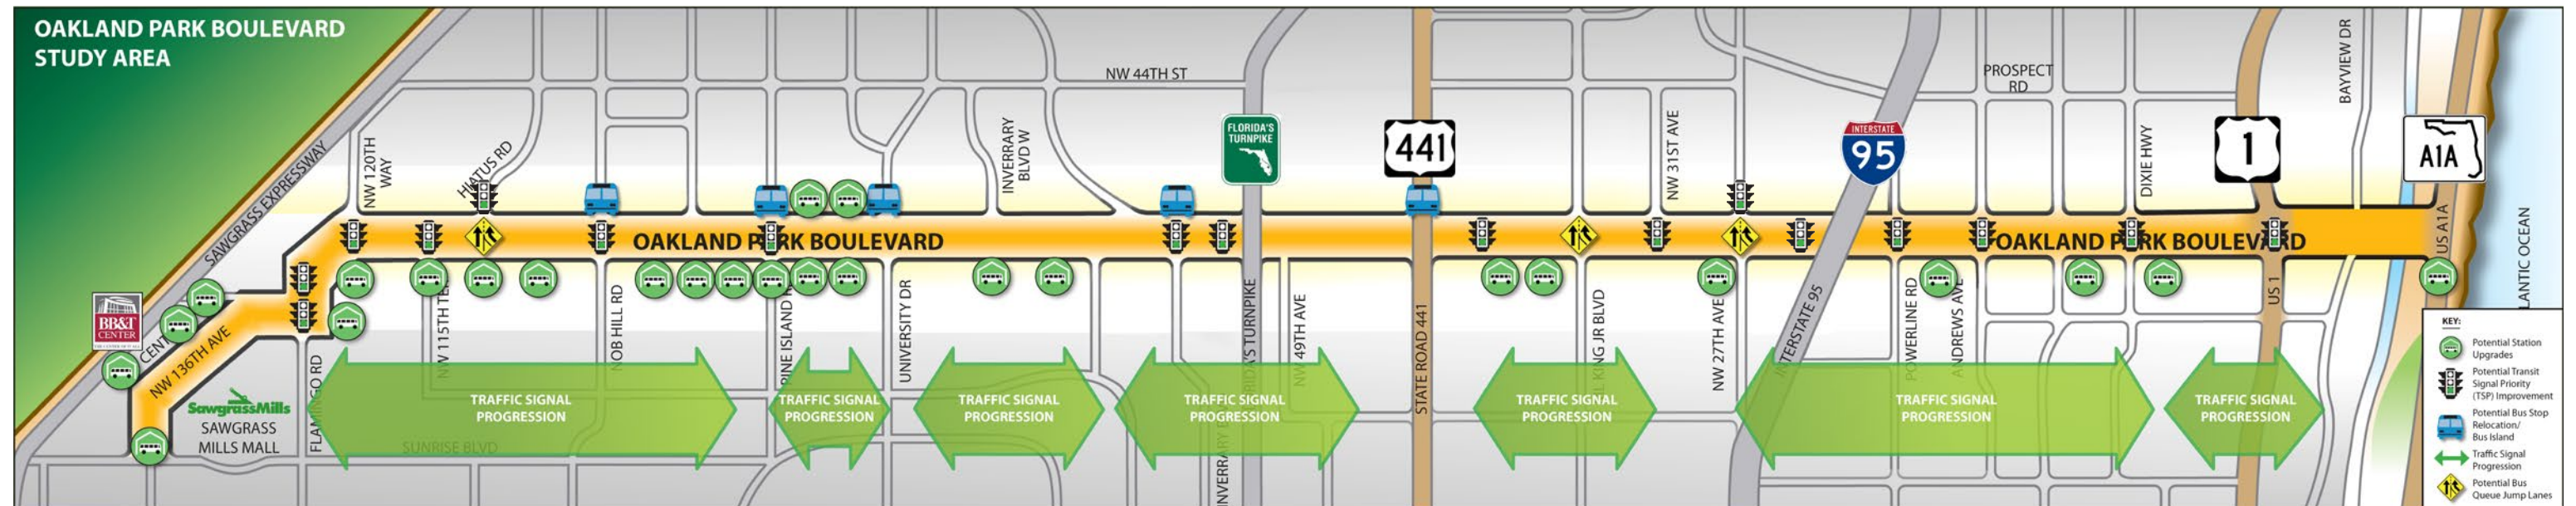 OAKLAND PARK BOULEVARD
STUDY AREA
NW 44TH ST
PROSPECT
RD
BAYVIEW DR
SAWGRASS EXPRESSWAY
NW 120TH
WAY
HIATUS RD
INVERRARY
BLVD W
FLORIDA'S
TURNPIKE
441
NW 31ST AVE
INTERSTATE
95
DIXIE HWY
1
A1A
OAKLAND PARK BOULEVARD
OAKLAND PARK BOULEVARD
US A1A
LANTIC OCEAN
BB&T
CENTER
NW 136TH AVE
SawgrassMills
SAWGRASS
MILLS MALL
FLAMINGO RD
NW 115TH TE
NOB HILL RD
PINE ISLAND R
UNIVERSITY DR
FLORIDA'S TURNPIKE
NW 49TH AVE
STATE ROAD 441
KING JR BLVD
NW 27TH AVE
INTERSTATE 95
POWERLINE RD
ANDREWS AVE
US 1
SUNRISE BLVD
TRAFFIC SIGNAL
PROGRESSION
TRAFFIC SIGNAL
PROGRESSION
TRAFFIC SIGNAL
PROGRESSION
TRAFFIC SIGNAL
PROGRESSION
TRAFFIC SIGNAL
PROGRESSION
TRAFFIC SIGNAL
PROGRESSION
TRAFFIC SIGNAL
PROGRESSION
KEY:
Potential Station
Upgrades
Potential Transit
Signal Priority
(TSP) Improvement
Potential Bus Stop
Relocation/
Bus Island
Traffic Signal
Progression
Potential Bus
Queue Jump Lanes